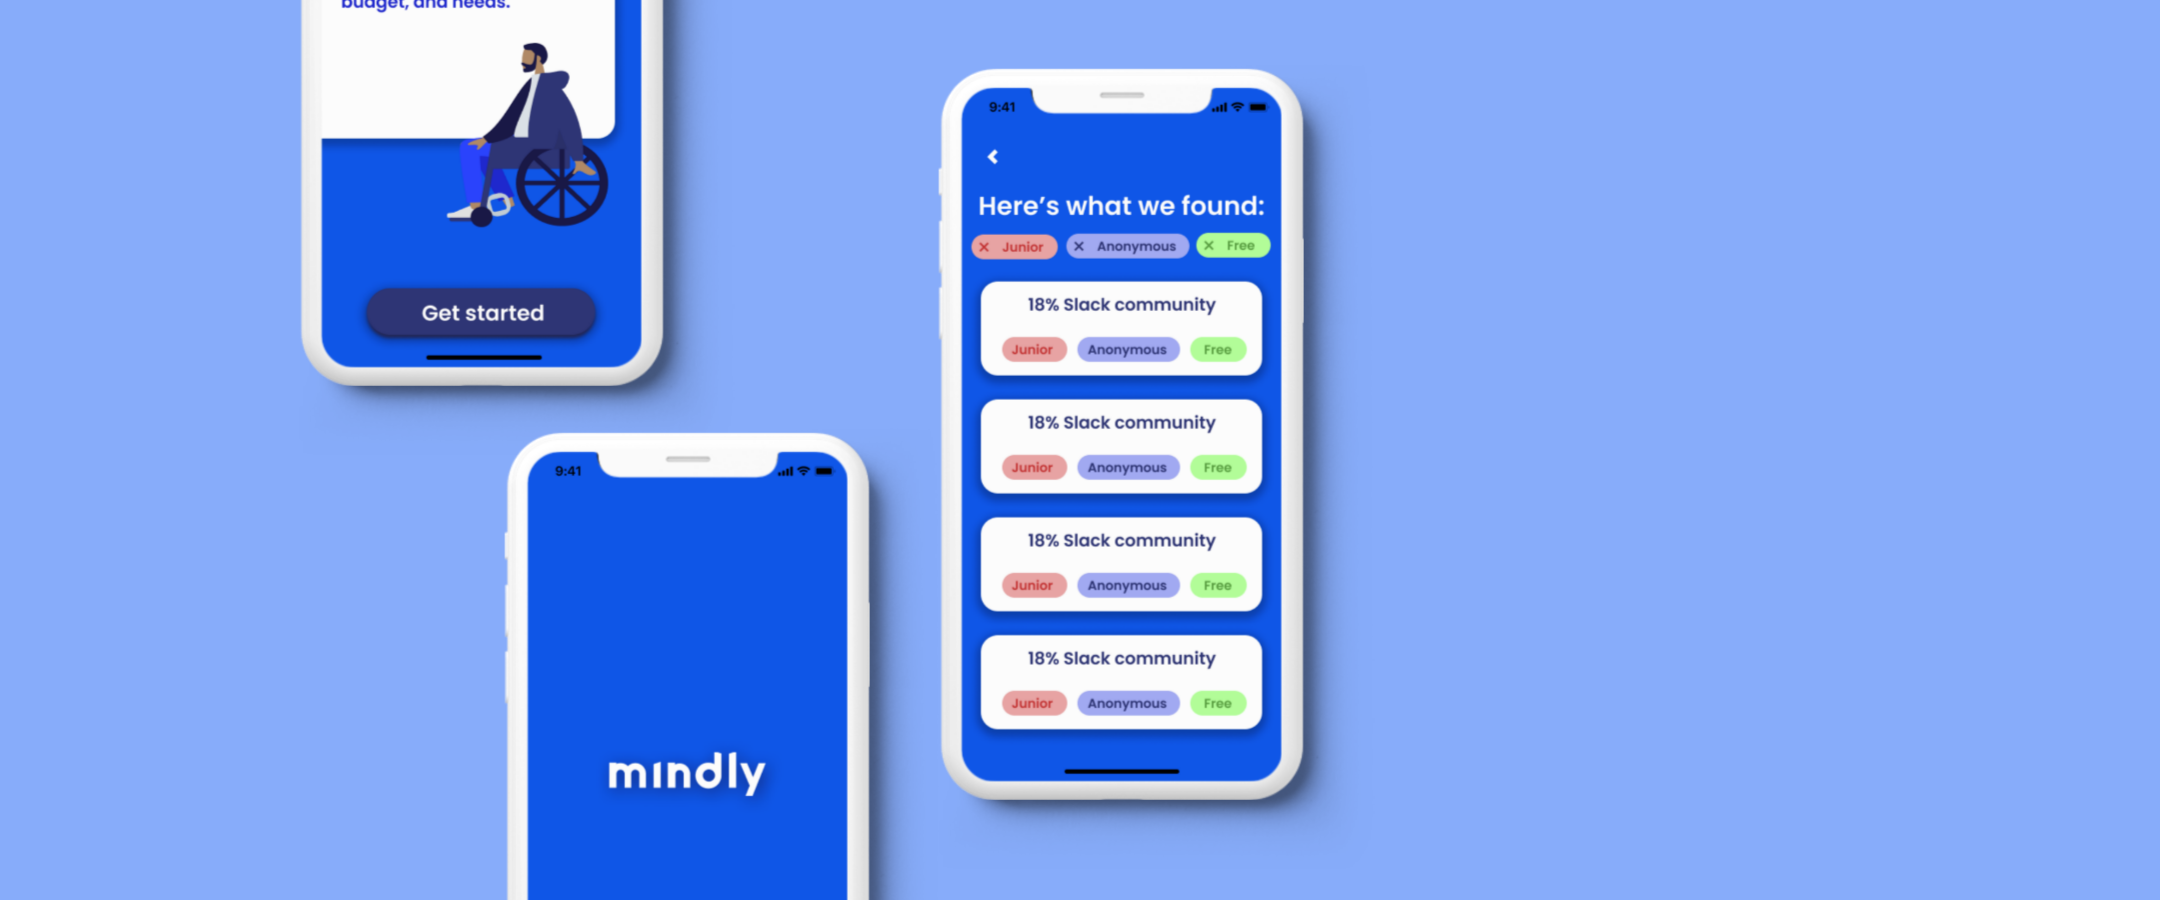 budget, and needs.
Get started
9:41
mindly
9:41
Here's what we found:
× Junior × Anonymous × Free
18% Slack community
Junior Anonymous Free
18% Slack community
Junior Anonymous Free
18% Slack community
Junior Anonymous Free
18% Slack community
Junior Anonymous Free